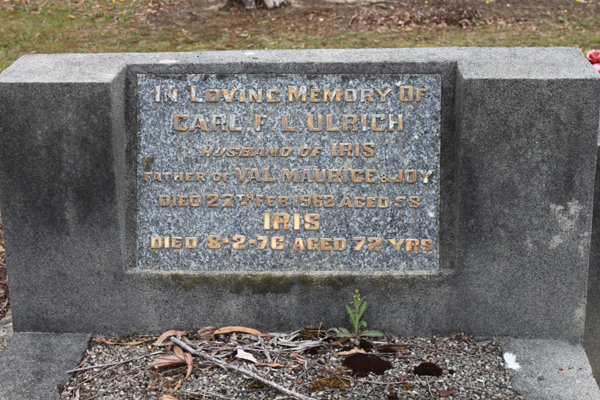 IN LOVING MEMORY OF
CARL. F. L. ULRICH
HUSBAND OF IRIS
FATHER OF VAL, MAURICE & JOY
DIED FEB 1962 AGED 58
IRIS
DIED 8-2-76 AGED 72 YRS